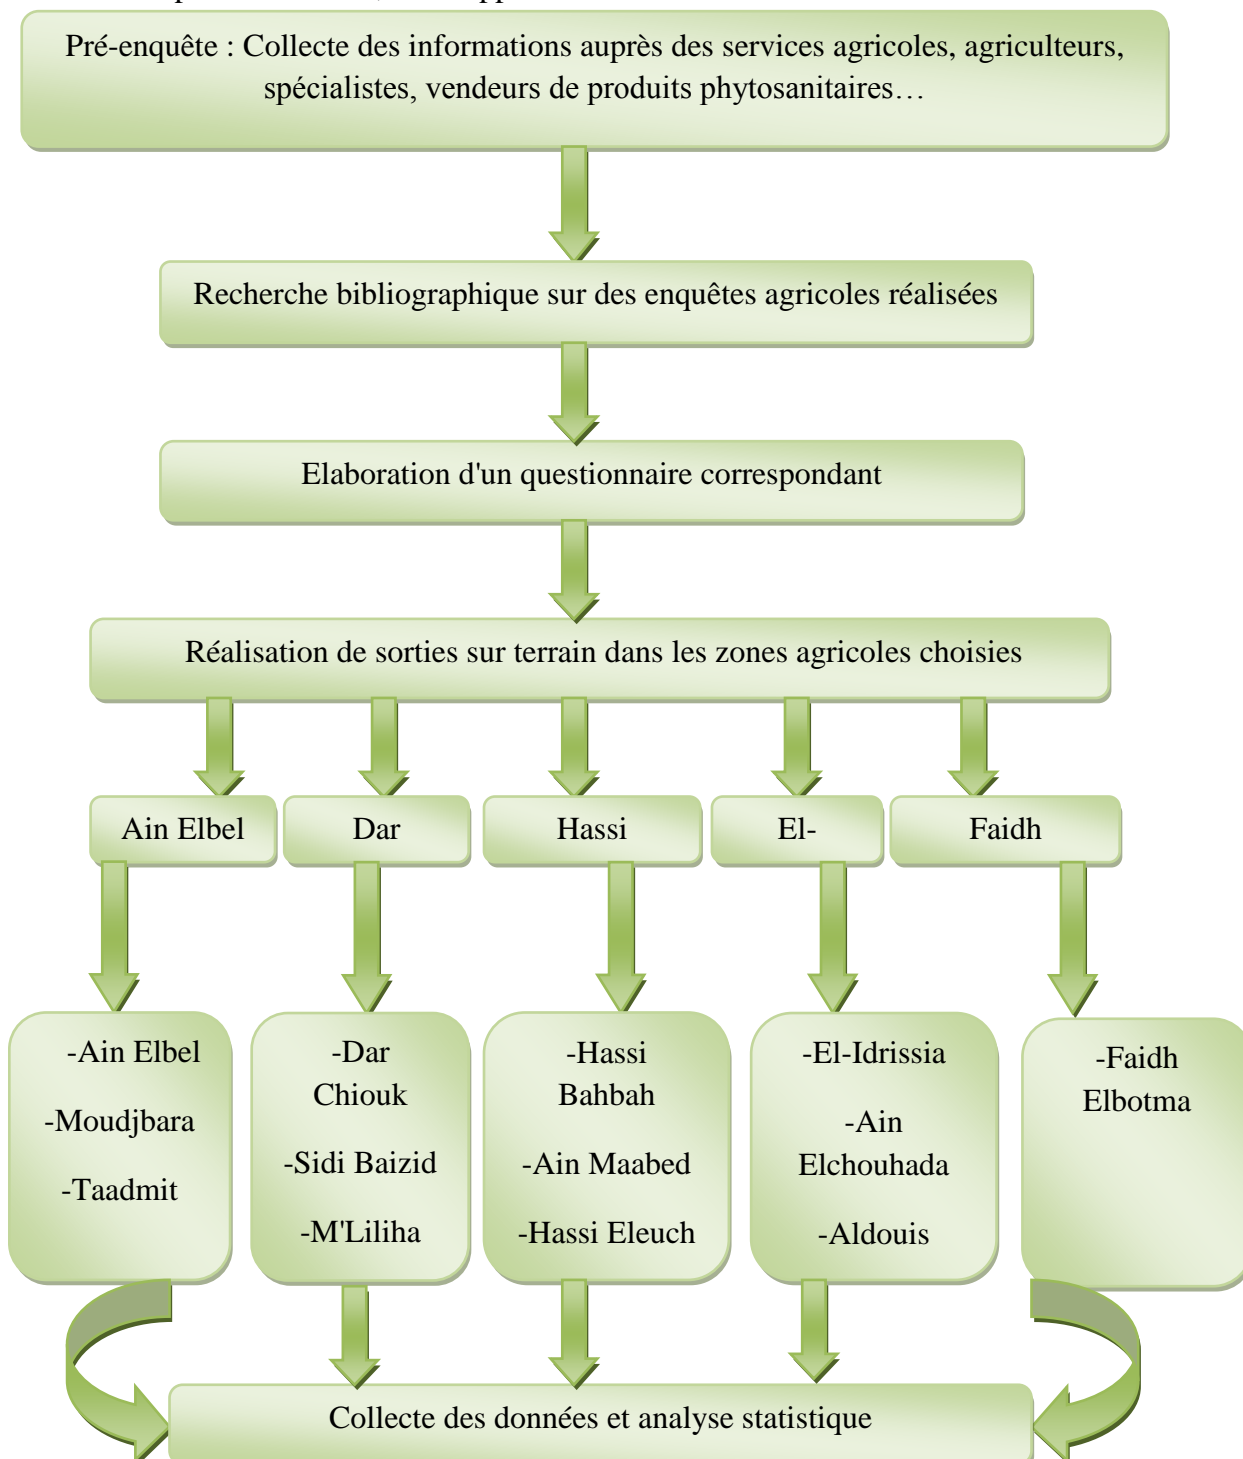 Pré-enquête : Collecte des informations auprès des services agricoles, agriculteurs,
spécialistes, vendeurs de produits phytosanitaires…
Recherche bibliographique sur des enquêtes agricoles réalisées
Elaboration d'un questionnaire correspondant
Réalisation de sorties sur terrain dans les zones agricoles choisies
Ain Elbel
Dar
Hassi
El-
Faidh
-Ain Elbel
-Moudjbara
-Taadmit
-Dar
Chiouk
-Sidi Baizid
-M'Liliha
-Hassi
Bahbah
-Ain Maabed
-Hassi Eleuch
-El-Idrissia
-Ain
Elchouhada
-Aldouis
-Faidh
Elbotma
Collecte des données et analyse statistique